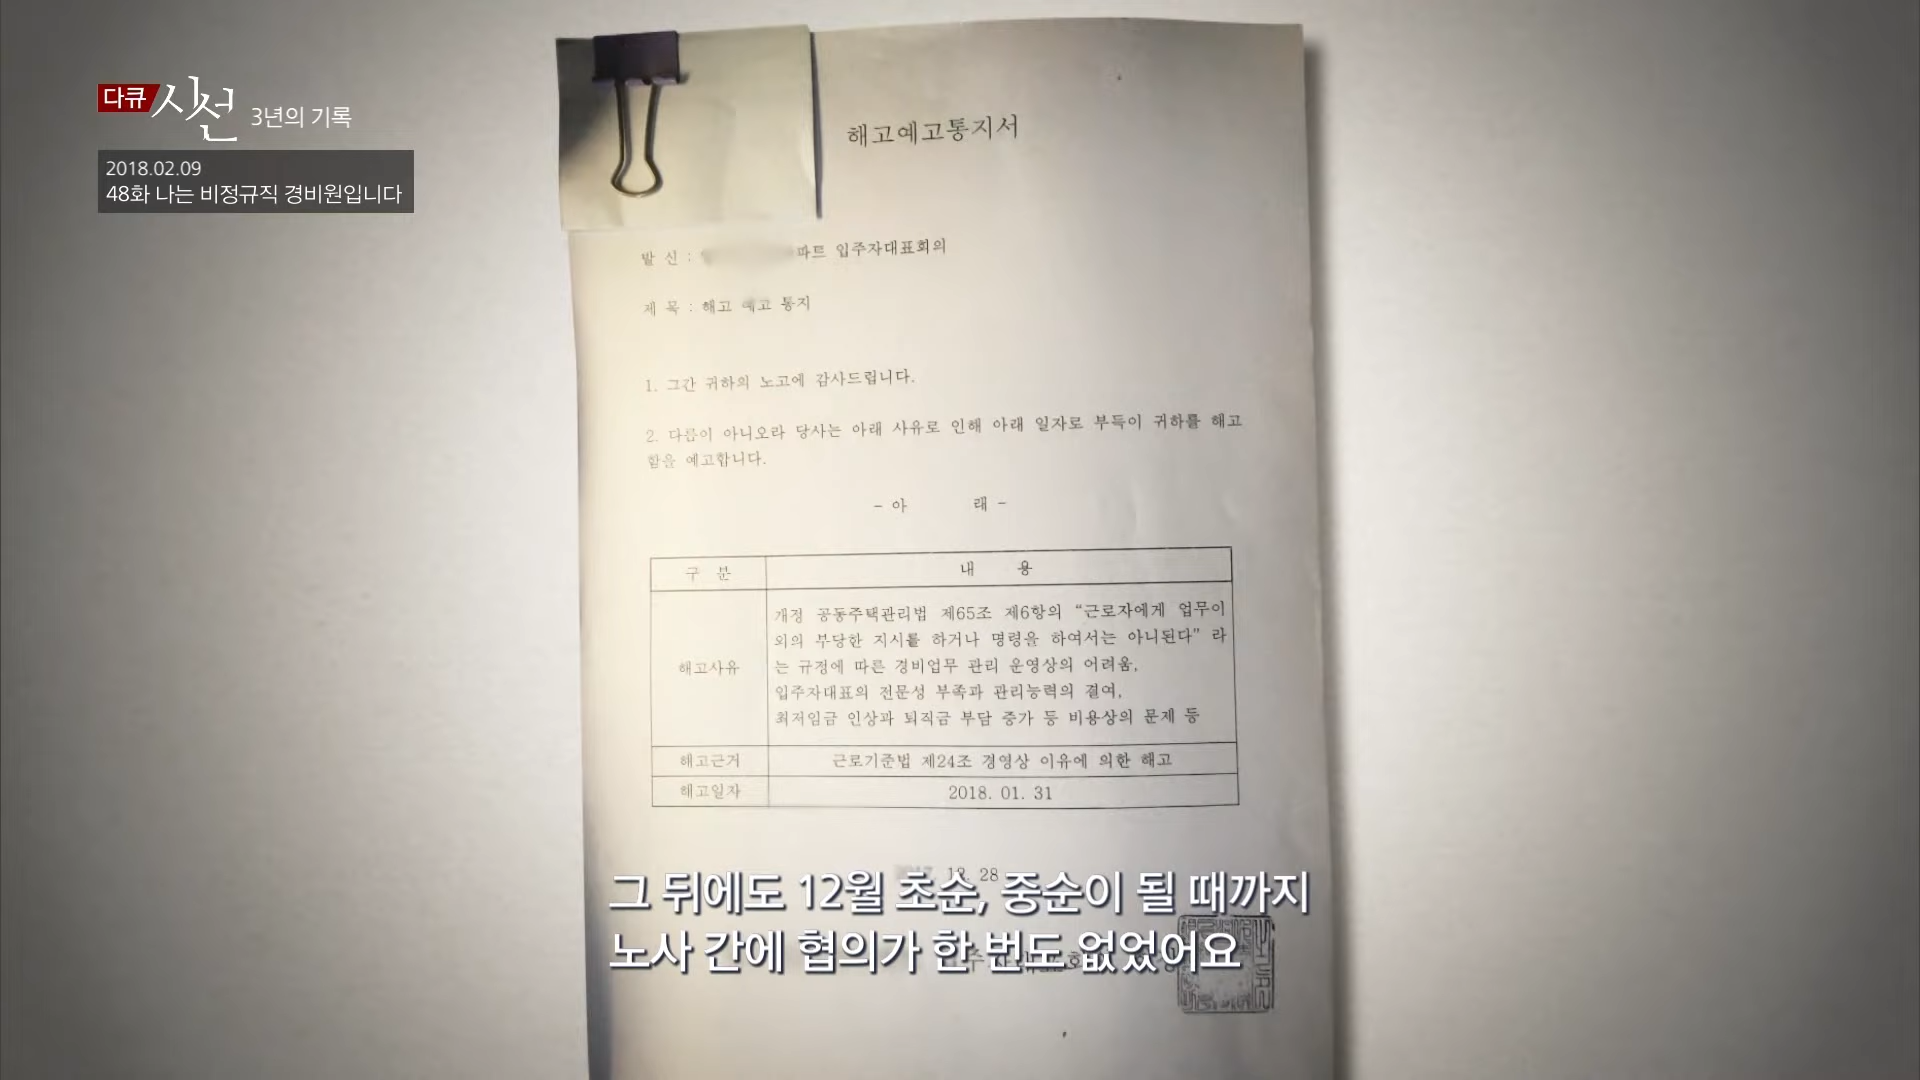 다큐 시선 3년의 기록
2018.02.09
48화 나는 비정규직 경비원입니다
해고예고통지서
발 신 : 파트 입주자대표회의
제 목 : 해고 예고 통지
1. 그간 귀하의 노고에 감사드립니다.
2. 다름이 아니오라 당사는 아래 사유로 인해 아래 일자로 부득이 귀하를 해고
함을 예고합니다.
- 아 래 -
구 분 내 용
해고사유
개정 공동주택관리법 제65조 제6항의 “근로자에게 업무이
외의 부당한 지시를 하거나 명령을 하여서는 아니된다” 라
는 규정에 따른 경비업무 관리 운영상의 어려움,
입주자대표의 전문성 부족과 관리능력의 결여,
최저임금 인상과 퇴직금 부담 증가 등 비용상의 문제 등
해고근거 근로기준법 제24조 경영상 이유에 의한 해고
해고일자 2018. 01. 31
12. 28
그 뒤에도 12월 초순, 중순이 될 때까지
노사 간에 협의가 한 번도 없었어요